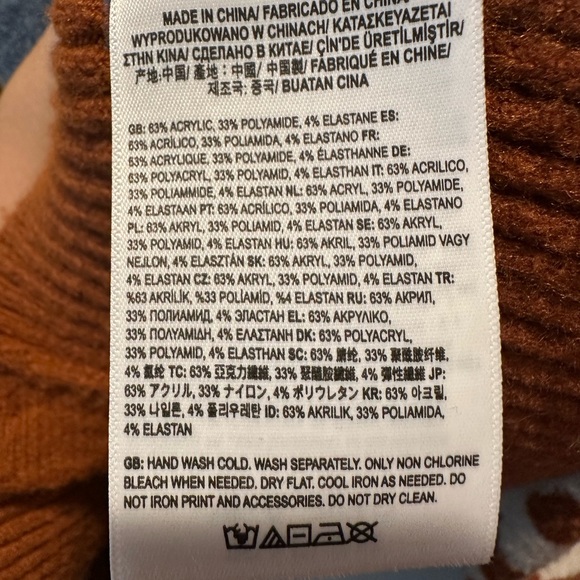 MADE IN CHINA/ FABRICADO EN CHINA/
WYPRODUKOWANO W CHINACH/ ΚΑΤΑΣΚΕΥΑΖΕΤΑΙ
ΣΤΗΝ ΚΙΝΑ/ СДЕЛАНО В КИТАЕ/ ÇİN'DE ÜRETİLMİŞTİR/
产地:中国/ 產地：中國/ 中国製/ FABRIQUÉ EN CHINE/
제조국: 중국/ BUATAN CINA
GB: 63% ACRYLIC, 33% POLYAMIDE, 4% ELASTANE ES:
63% ACRÍLICO, 33% POLIAMIDA, 4% ELASTANO FR:
63% ACRYLIQUE, 33% POLYAMIDE, 4% ÉLASTHANNE DE:
63% POLYACRYL, 33% POLYAMID, 4% ELASTHAN IT: 63% ACRILICO,
33% POLIAMMIDE, 4% ELASTAN NL: 63% ACRYL, 33% POLYAMIDE,
4% ELASTAAN PT: 63% ACRÍLICO, 33% POLIAMIDA, 4% ELASTANO
PL: 63% AKRYL, 33% POLIAMID, 4% ELASTAN SE: 63% AKRYL,
33% POLYAMID, 4% ELASTAN HU: 63% AKRIL, 33% POLIAMID VAGY
NEJLON, 4% ELASZTÁN SK: 63% AKRYL, 33% POLYAMID,
4% ELASTAN CZ: 63% AKRYL, 33% POLYAMID, 4% ELASTAN TR:
%63 AKRİLİK, %33 POLİAMİD, %4 ELASTAN RU: 63% АКРИЛ,
33% ПОЛИАМИД, 4% ЭЛАСТАН EL: 63% ΑΚΡΥΛΙΚΟ,
33% ΠΟΛΥΑΜΙΔΗ, 4% ΕΛΑΣΤΑΝΗ DK: 63% POLYACRYL,
33% POLYAMID, 4% ELASTHAN SC: 63% 腈纶, 33% 聚酰胺纤维,
4% 氨纶 TC: 63% 亞克力纖維, 33% 聚醯胺纖維, 4% 彈性纖維 JP:
63% アクリル, 33% ナイロン, 4% ポリウレタン KR: 63% 아크릴,
33% 나일론, 4% 폴리우레탄 ID: 63% AKRILIK, 33% POLIAMIDA,
4% ELASTAN
GB: HAND WASH COLD. WASH SEPARATELY. ONLY NON CHLORINE
BLEACH WHEN NEEDED. DRY FLAT. COOL IRON AS NEEDED. DO
NOT IRON PRINT AND ACCESSORIES. DO NOT DRY CLEAN.